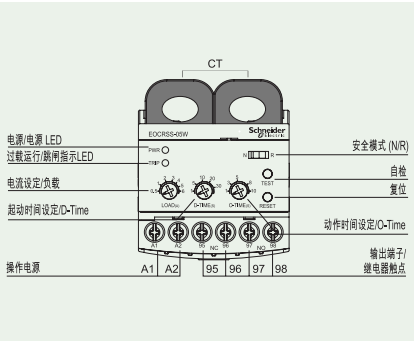 CT
EOCRSS-05W
Schneider
Electric
电源/电源 LED
PWR
过载运行/跳闸指示LED
TRIP
N
R
安全模式 (N/R)
自检
TEST
电流设定/负载
复位
RESET
LOAD(A)
D-TIME(S)
起动时间设定/D-Time
动作时间设定/O-Time
A1
A2
95
NC
96
97
NO
98
操作电源
A1
A2
95
96
97
98
输出端子/
继电器触点